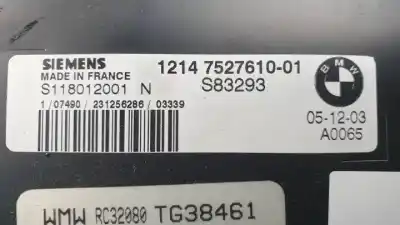 SIEMENS
MADE IN FRANCE
1214 7527610-01
S118012001 N
S83293
1/07490 / 231256286 / 03339
BMW
05-12-03
A0065
WMW RC32080 TG38461